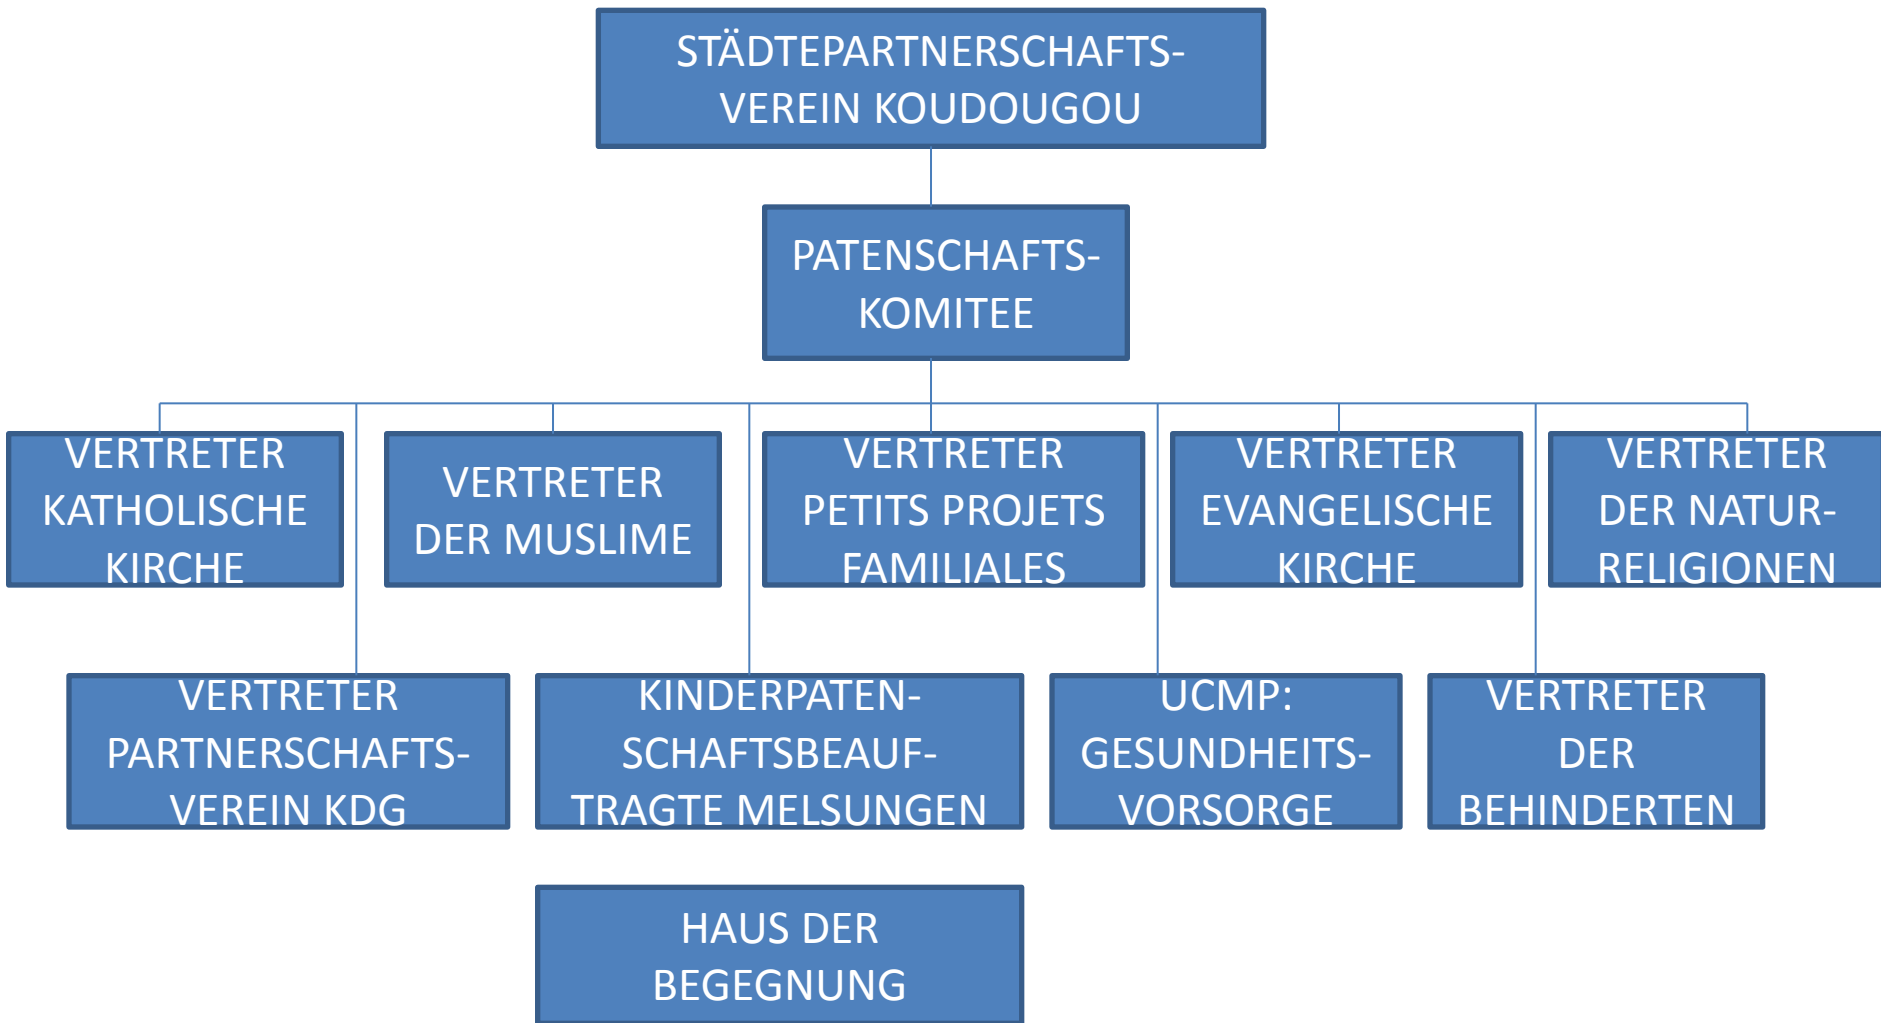 STÄDTEPARTNERSCHAFTS-
VEREIN KOUDOUGOU
PATENSCHAFTS-
KOMITEE
VERTRETER
KATHOLISCHE
KIRCHE
VERTRETER
DER MUSLIME
VERTRETER
PETITS PROJETS
FAMILIALES
VERTRETER
EVANGELISCHE
KIRCHE
VERTRETER
DER NATUR-
RELIGIONEN
VERTRETER
PARTNERSCHAFTS-
VEREIN KDG
KINDERPATEN-
SCHAFTSBEAUF-
TRAGTE MELSUNGEN
UCMP:
GESUNDHEITS-
VORSORGE
VERTRETER
DER
BEHINDERTEN
HAUS DER
BEGEGNUNG